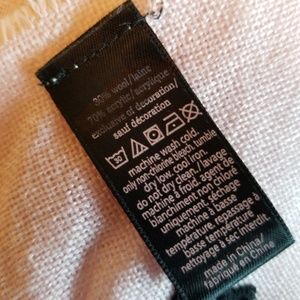 30% wool/laine
70% acrylic/acrylique
exclusive of decoration/
sauf décoration
30
machine wash cold.
only non-chlorine bleach. tumble
dry low. cool iron.
do not dry clean./lavage
machine à froid. agent de
blanchiment non chloré
uniquement. séchage
machine à basse
température. repassage à
basse température.
nettoyage à sec interdit.
made in China/
fabriqué en Chine